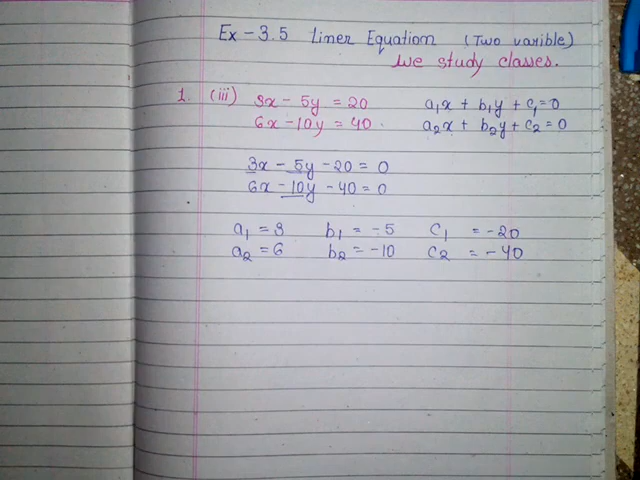 Ex - 3.5 Liner Equation (Two varible)
We study classes.
1. (iii) 3x - 5y = 20 a₁x + b₁y + c₁ = 0
6x - 10y = 40. a₂x + b₂y + c₂ = 0
3x - 5y - 20 = 0
6x - 10y - 40 = 0
a₁ = 3 b₁ = -5 C₁ = -20
a₂ = 6 b₂ = -10 C₂ = -40